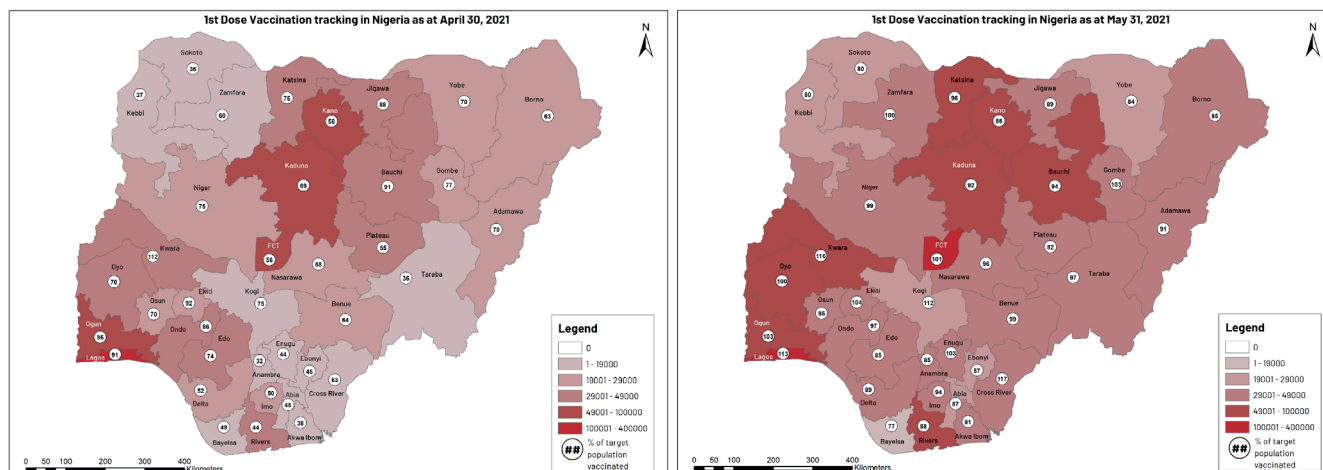 1st Dose Vaccination tracking in Nigeria as at April 30, 2021
N
Sokoto
36
37
Kebbi
Zamfara
60
Katsina
75
Kano
58
Jigawa
88
Yobe
70
Borno
63
Kaduna
89
Bauchi
91
Gombe
77
Adamawa
70
Niger
75
FCT
56
Plateau
55
Kwara
112
Nasarawa
68
Taraba
36
Oyo
70
Kogi
75
Benue
64
Osun
70
Ekiti
92
Ogun
96
Lagos
91
Ondo
86
Edo
74
Enugu
44
32
Anambra
Ebonyi
45
63
Cross River
52
Delta
50
Imo
Abia
48
49
Bayelsa
44
Rivers
38
Akwa Ibom
Legend
0
1 - 19000
19001 - 29000
29001 - 49000
49001 - 100000
100001 - 400000
## % of target
population
vaccinated
0 50 100 200 300 400
Kilometers
1st Dose Vaccination tracking in Nigeria as at May 31, 2021
N
Sokoto
80
80
Kebbi
Zamfara
100
Katsina
96
Kano
86
Jigawa
89
Yobe
84
Borno
95
Kaduna
92
Bauchi
94
Gombe
103
Adamawa
91
Niger
99
FCT
101
Plateau
82
Kwara
116
Nasarawa
96
Taraba
97
Oyo
100
Kogi
112
Benue
99
Osun
95
Ekiti
104
Ogun
103
Lagos
113
Ondo
97
Edo
85
Enugu
103
85
Anambra
Ebonyi
87
117
Cross River
89
Delta
94
Imo
Abia
87
77
Bayelsa
88
Rivers
91
Akwa Ibom
Legend
0
1 - 19000
19001 - 29000
29001 - 49000
49001 - 100000
100001 - 400000
## % of target
population
vaccinated
0 50 100 200 300 400
Kilometers